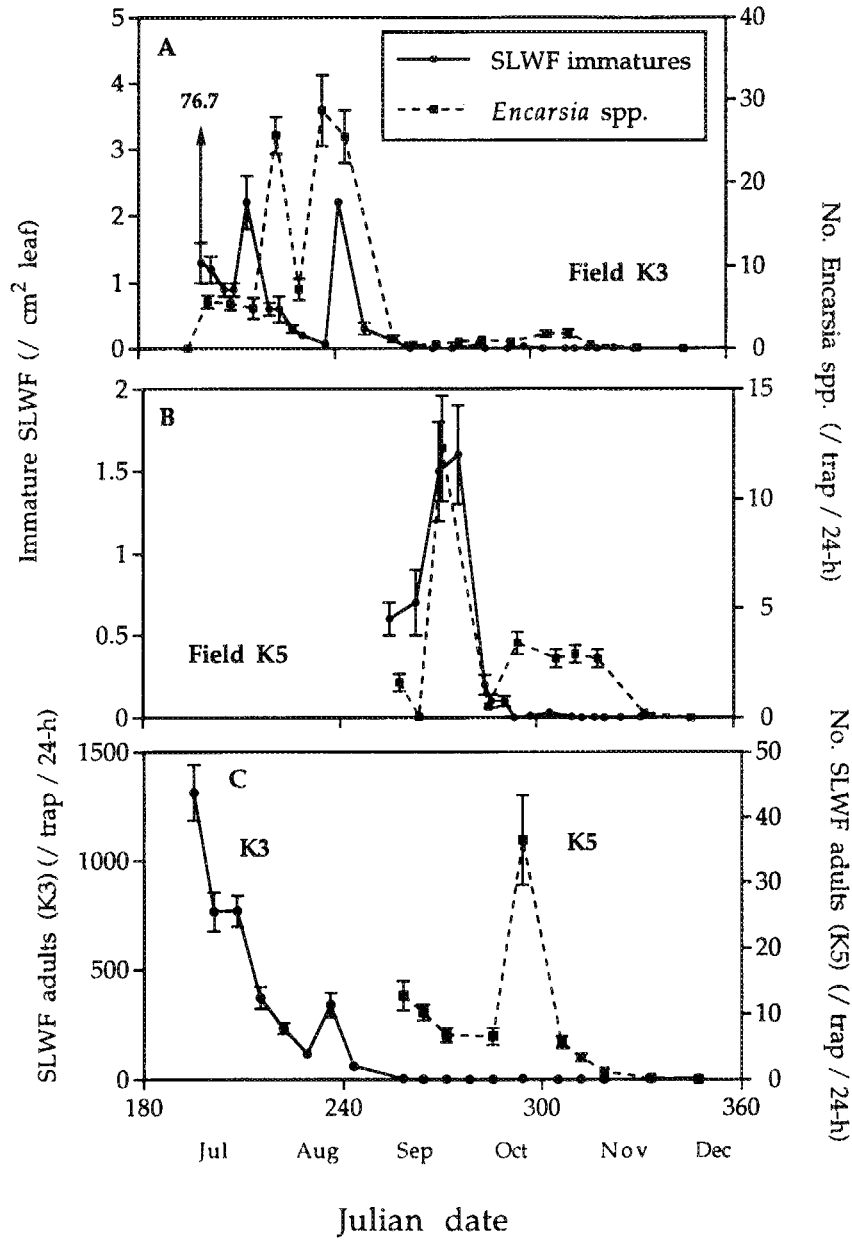 5
40
A
SLWF immatures
Encarsia spp.
4
76.7
30
3
20
2
10
1
Field K3
0
0
Immature SLWF (/ cm2 leaf)
No. Encarsia spp. (/ trap / 24-h)
2
15
B
1.5
10
1
5
0.5
Field K5
0
0
SLWF adults (K3) (/ trap / 24-h)
No. SLWF adults (K5) (/ trap / 24-h)
1500
50
C
K3
K5
40
1000
30
20
500
10
0
0
180
240
300
360
Jul Aug Sep Oct Nov Dec
Julian date